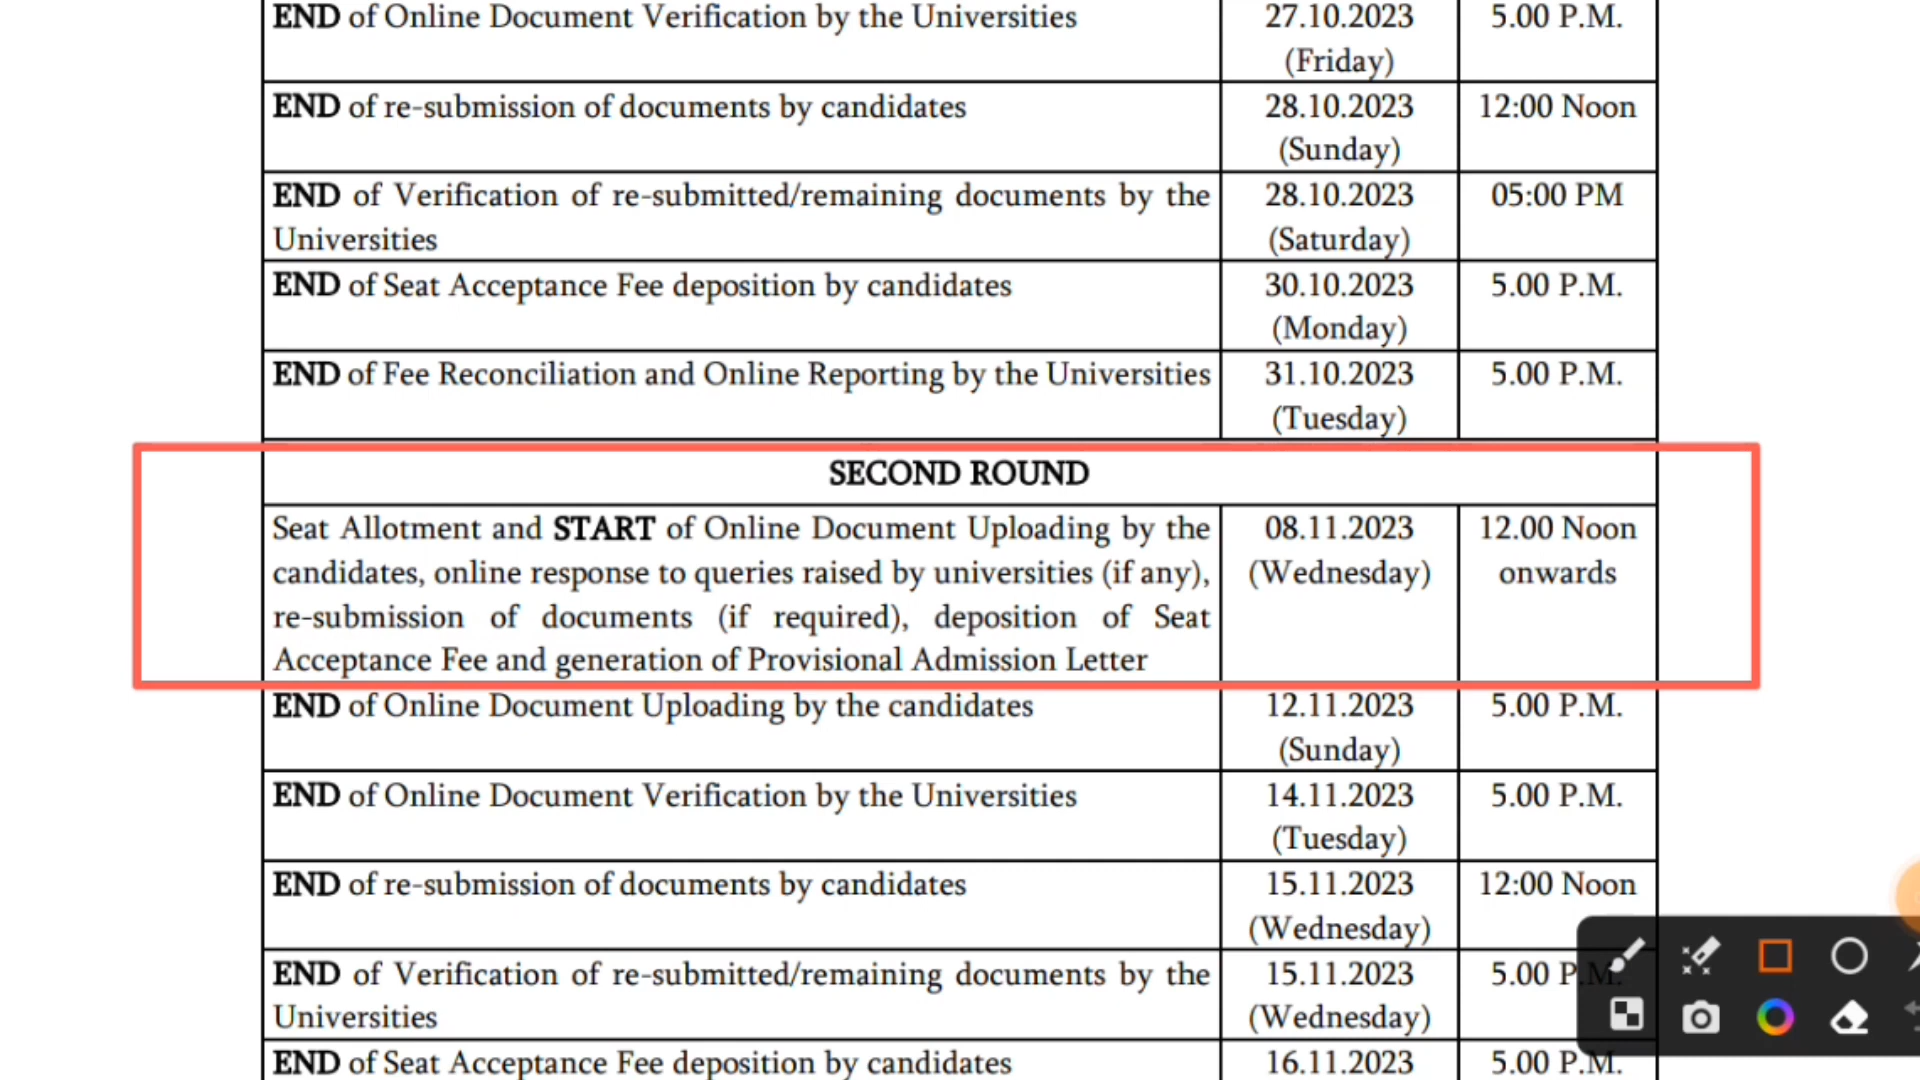 END of Online Document Verification by the Universities 27.10.2023 5.00 P.M.
(Friday)
END of re-submission of documents by candidates 28.10.2023 12:00 Noon
(Sunday)
END of Verification of re-submitted/remaining documents by the 28.10.2023 05:00 PM
Universities (Saturday)
END of Seat Acceptance Fee deposition by candidates 30.10.2023 5.00 P.M.
(Monday)
END of Fee Reconciliation and Online Reporting by the Universities 31.10.2023 5.00 P.M.
(Tuesday)
SECOND ROUND
Seat Allotment and START of Online Document Uploading by the 08.11.2023 12.00 Noon
candidates, online response to queries raised by universities (if any), (Wednesday) onwards
re-submission of documents (if required), deposition of Seat
Acceptance Fee and generation of Provisional Admission Letter
END of Online Document Uploading by the candidates 12.11.2023 5.00 P.M.
(Sunday)
END of Online Document Verification by the Universities 14.11.2023 5.00 P.M.
(Tuesday)
END of re-submission of documents by candidates 15.11.2023 12:00 Noon
(Wednesday)
END of Verification of re-submitted/remaining documents by the 15.11.2023 5.00 P.M.
Universities (Wednesday)
END of Seat Acceptance Fee deposition by candidates 16.11.2023 5.00 P.M.